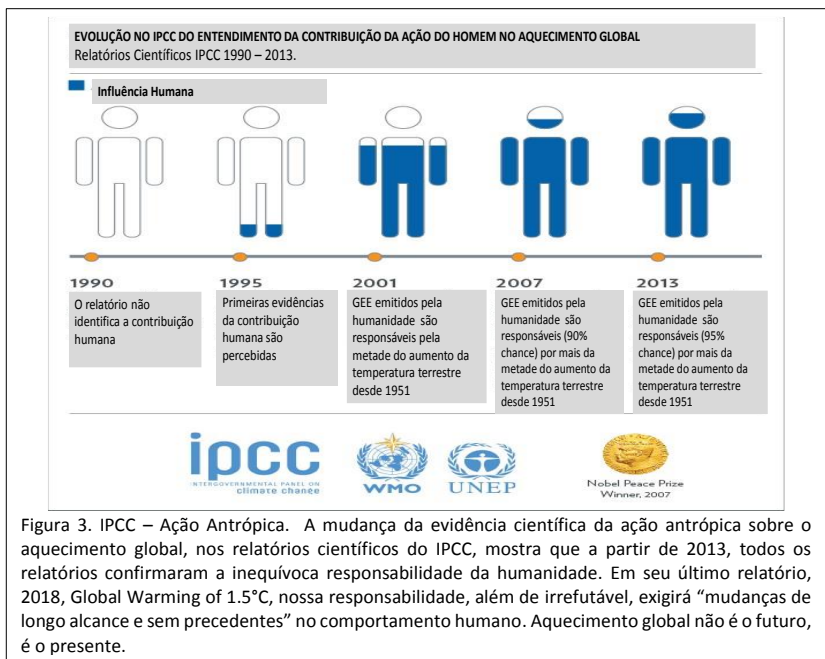 EVOLUÇÃO NO IPCC DO ENTENDIMENTO DA CONTRIBUIÇÃO DA AÇÃO DO HOMEM NO AQUECIMENTO GLOBAL
Relatórios Científicos IPCC 1990 – 2013.
Influência Humana
1990
O relatório não
identifica a contribuição
humana
1995
Primeiras evidências
da contribuição
humana são
percebidas
2001
GEE emitidos pela
humanidade são
responsáveis pela
metade do aumento da
temperatura terrestre
desde 1951
2007
GEE emitidos pela
humanidade são
responsáveis (90%
chance) por mais da
metade do aumento da
temperatura terrestre
desde 1951
2013
GEE emitidos pela
humanidade são
responsáveis (95%
chance) por mais da
metade do aumento da
temperatura terrestre
desde 1951
ipcc
INTERGOVERNMENTAL PANEL ON
climate change
WMO
UNEP
Nobel Peace Prize
Winner, 2007
Figura 3. IPCC – Ação Antrópica. A mudança da evidência científica da ação antrópica sobre o
aquecimento global, nos relatórios científicos do IPCC, mostra que a partir de 2013, todos os
relatórios confirmaram a inequívoca responsabilidade da humanidade. Em seu último relatório,
2018, Global Warming of 1.5°C, nossa responsabilidade, além de irrefutável, exigirá “mudanças de
longo alcance e sem precedentes” no comportamento humano. Aquecimento global não é o futuro,
é o presente.